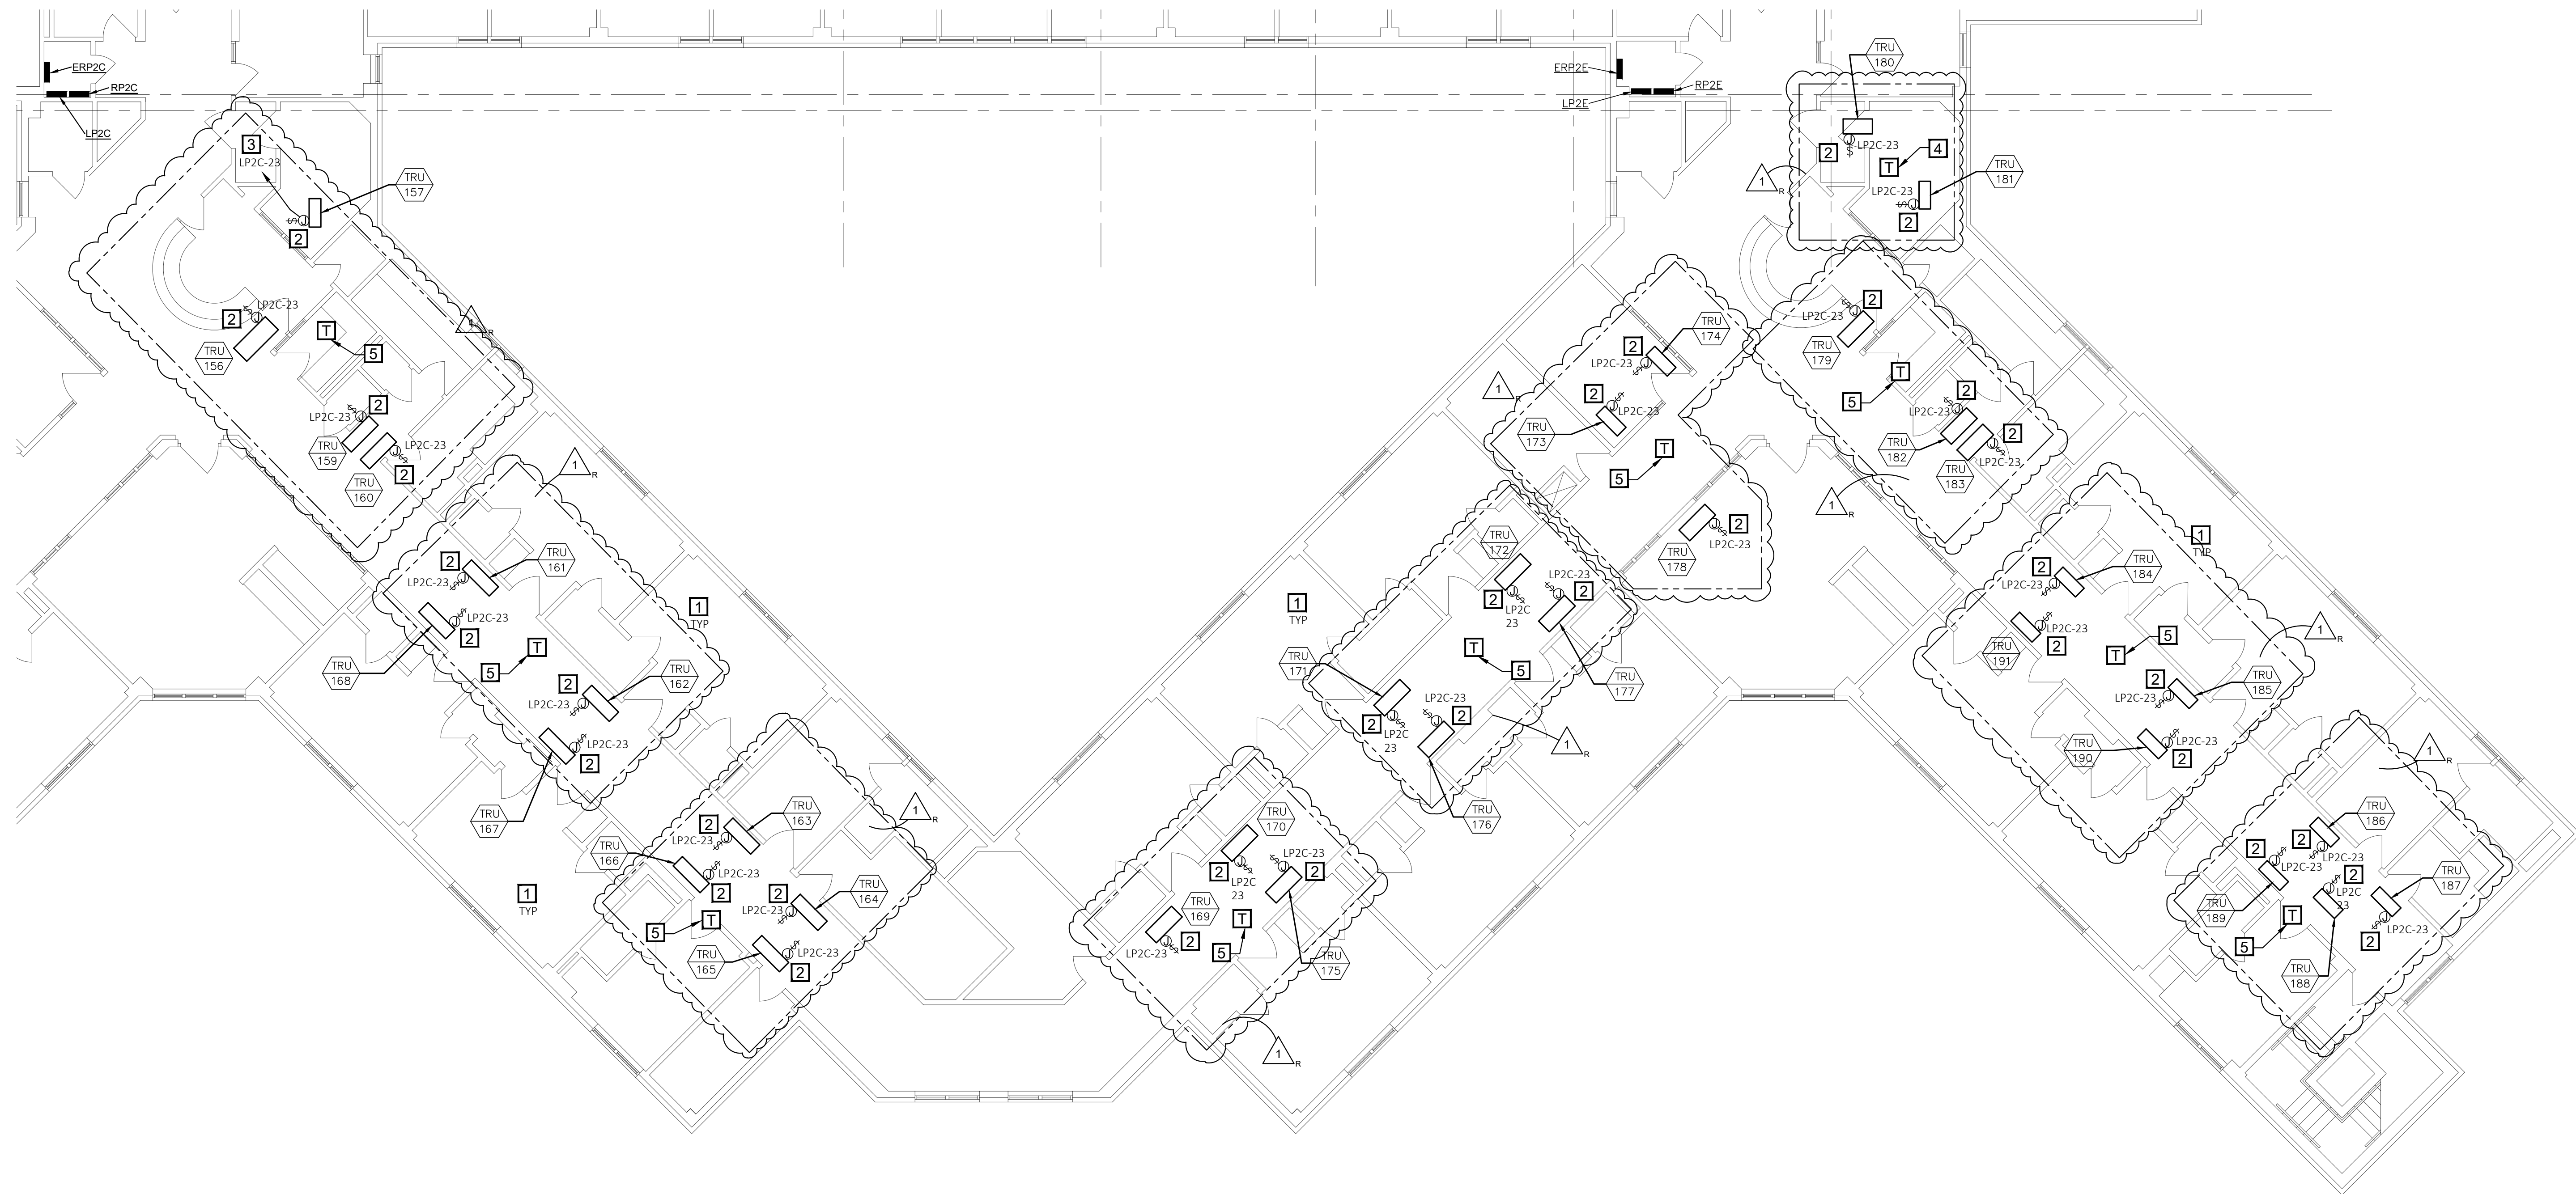 ERP2C
RP2C
LP2C
3
LP2C-23
TRU
157
2
2
LP2C-23
TRU
156
T
5
1
R
2
LP2C-23
TRU
159
LP2C-23
2
TRU
160
1
R
2
LP2C-23
TRU
161
LP2C-23
2
TRU
168
5
T
1
TYP
2
LP2C-23
TRU
162
LP2C-23
2
TRU
167
1
R
2
LP2C-23
TRU
163
TRU
166
LP2C-23
2
2
LP2C-23
TRU
164
5
T
TRU
165
LP2C-23
2
1
TYP
TRU
170
2
LP2C
23
LP2C-23
2
TRU
175
TRU
169
LP2C-23
2
T
5
1
R
1
TYP
TRU
172
2
LP2C
23
LP2C-23
2
TRU
177
T
5
TRU
171
2
LP2C
23
LP2C-23
2
TRU
176
1
R
1
R
2
LP2C-23
TRU
174
2
LP2C-23
TRU
173
T
5
2
LP2C-23
TRU
178
ERP2E
RP2E
LP2E
TRU
180
2
LP2C-23
T
4
1
R
LP2C-23
2
TRU
181
2
LP2C-23
TRU
179
T
5
2
LP2C-23
TRU
182
2
LP2C-23
TRU
183
1
R
1
TYP
2
LP2C-23
TRU
184
LP2C-23
2
TRU
191
5
T
1
R
2
LP2C-23
TRU
185
TRU
190
LP2C-23
2
1
R
TRU
186
2
LP2C-23
2
LP2C-23
TRU
189
2
LP2C
23
TRU
187
LP2C-23
2
T
5
TRU
188